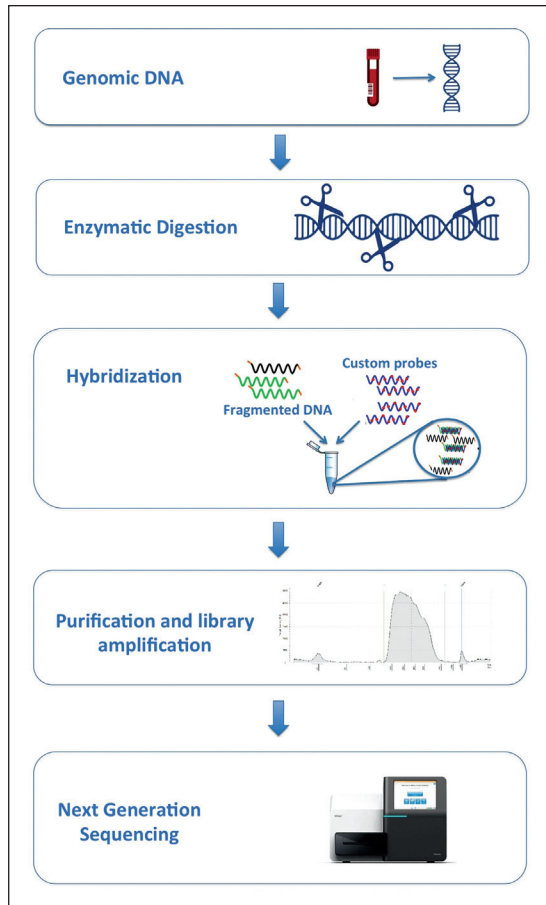 Genomic DNA
Enzymatic Digestion
Hybridization
Custom probes
Fragmented DNA
Purification and library
amplification
Next Generation
Sequencing